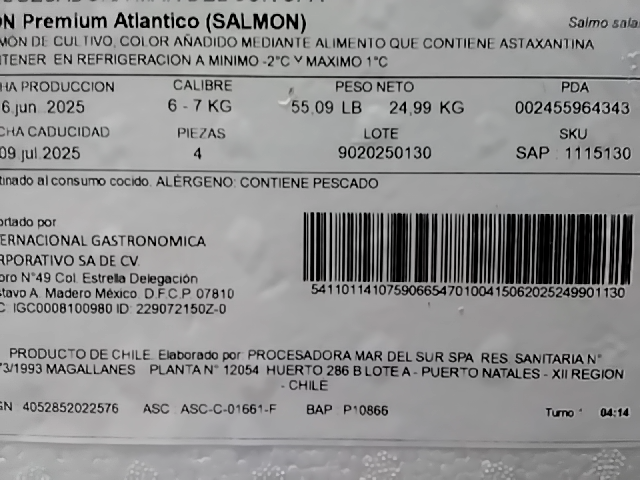 ON Premium Atlantico (SALMON) Salmo salar
MÓN DE CULTIVO, COLOR AÑADIDO MEDIANTE ALIMENTO QUE CONTIENE ASTAXANTINA
NTENER EN REFRIGERACION A MINIMO -2°C Y MAXIMO 1°C
HA PRODUCCION CALIBRE PESO NETO PDA
6.jun.2025 6 - 7 KG 55,09 LB 24,99 KG 002455964343
CHA CADUCIDAD PIEZAS LOTE SKU
09.jul.2025 4 9020250130 SAP 1115130
tinado al consumo cocido. ALÉRGENO: CONTIENE PESCADO
ortado por
ERNACIONAL GASTRONOMICA
RPORATIVO SA DE CV.
oro N°49 Col. Estrella Delegación
stavo A. Madero México. D.F.C.P. 07810
C IGC0008100980 ID: 229072150Z-0
54110114107590665470100415062025249901130
PRODUCTO DE CHILE. Elaborado por: PROCESADORA MAR DEL SUR SPA RES. SANITARIA N°
73/1993 MAGALLANES PLANTA N° 12054 HUERTO 286 B LOTE A - PUERTO NATALES - XII REGION
- CHILE
GN 4052852022576 ASC ASC-C-01661-F BAP P10866 Turno 1 04:14